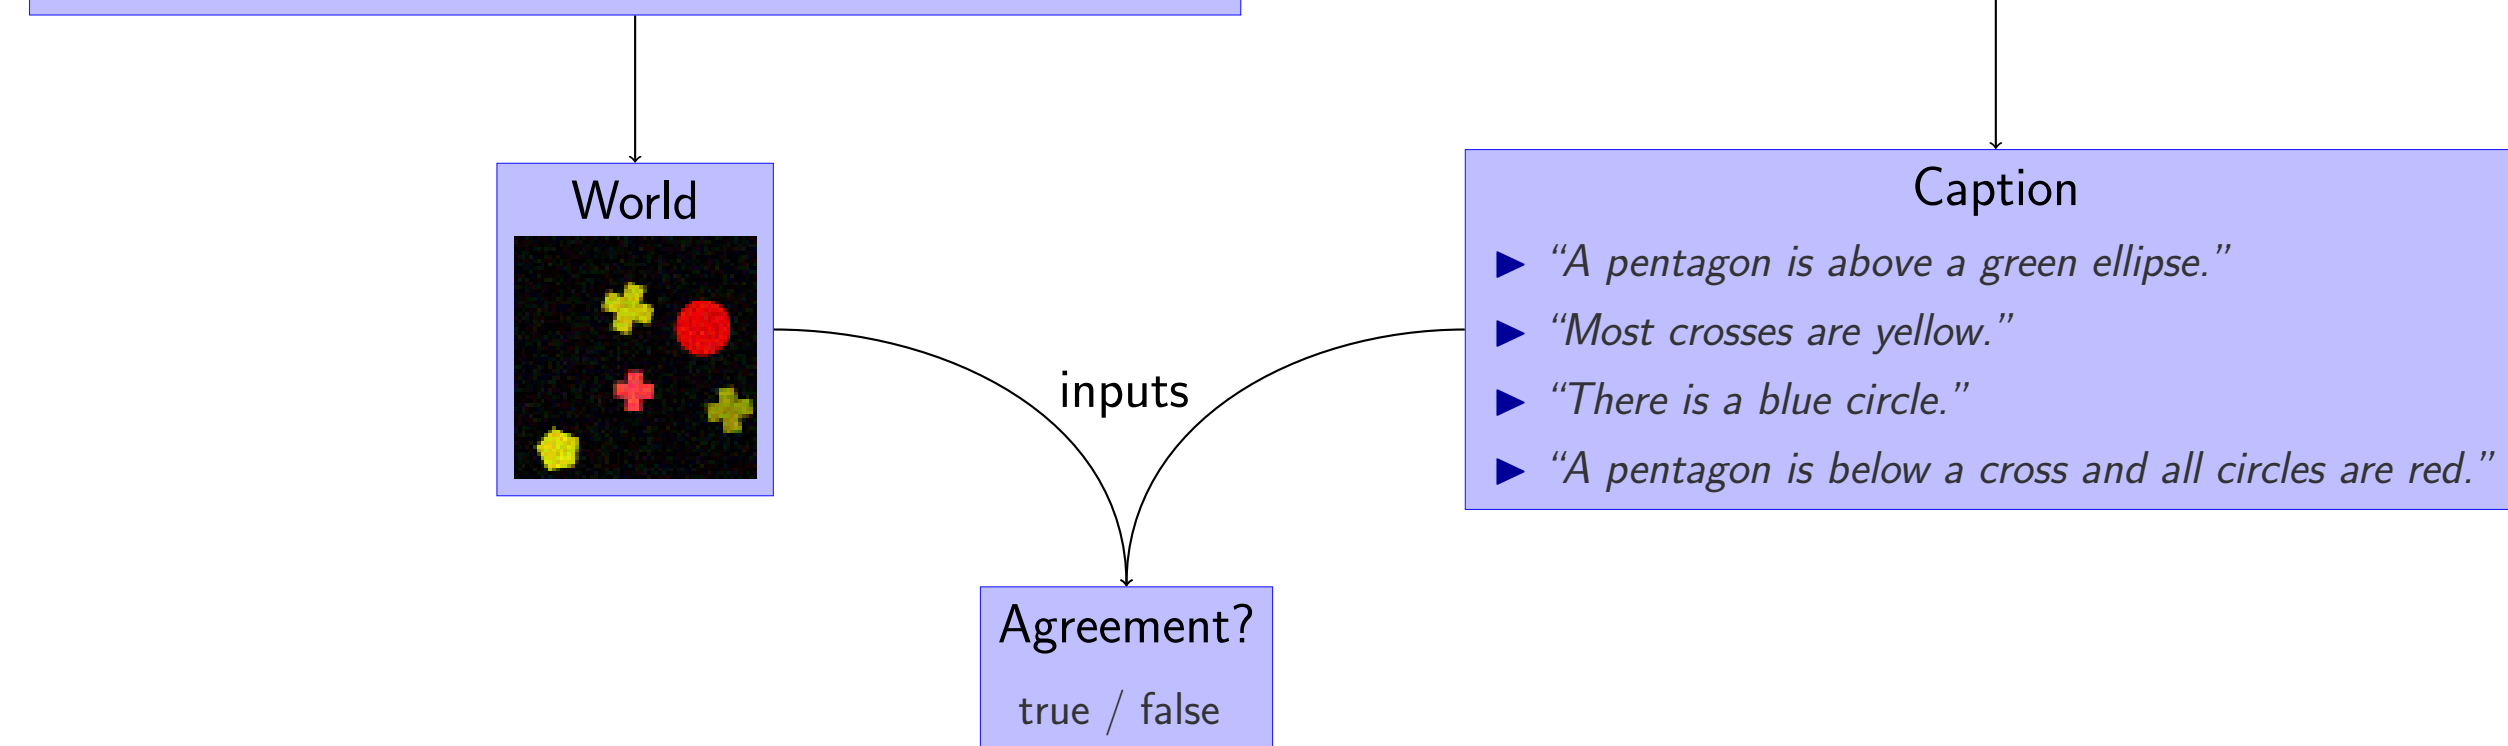 World
Caption
“A pentagon is above a green ellipse.”
“Most crosses are yellow.”
“There is a blue circle.”
“A pentagon is below a cross and all circles are red.”
inputs
Agreement?
true / false